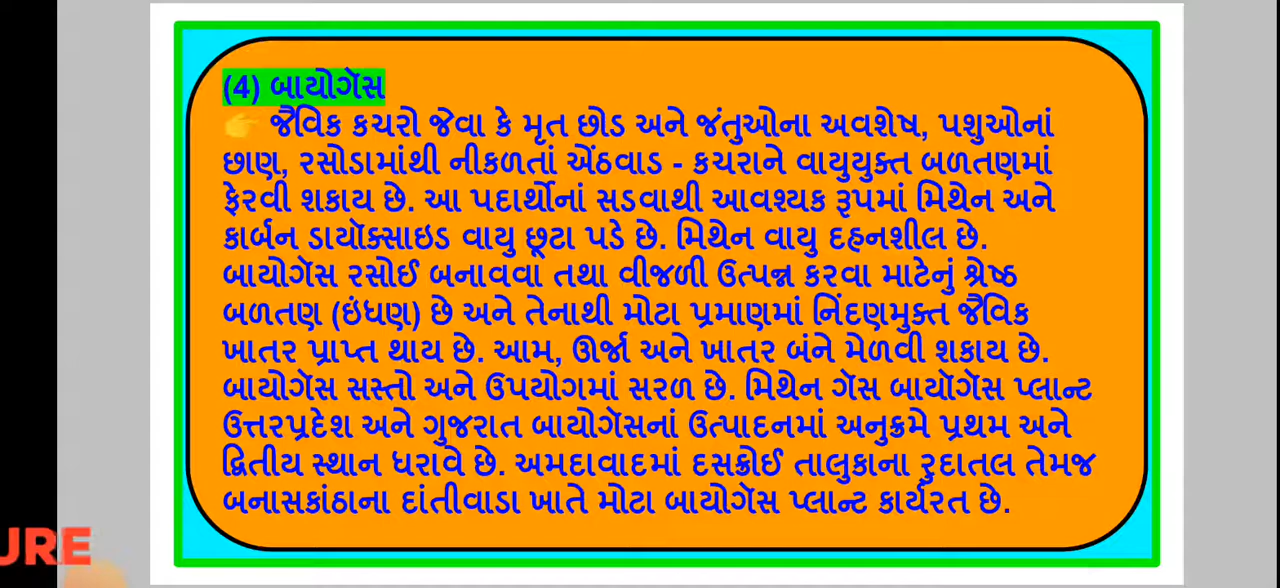 (4) બાયોગૅસ
👉 જૈવિક કચરો જેવા કે મૃત છોડ અને જંતુઓના અવશેષ, પશુઓનાં
છાણ, રસોડામાંથી નીકળતાં એંઠવાડ - કચરાને વાયુયુક્ત બળતણમાં
ફેરવી શકાય છે. આ પદાર્થોનાં સડવાથી આવશ્યક રૂપમાં મિથેન અને
કાર્બન ડાયૉક્સાઇડ વાયુ છૂટા પડે છે. મિથેન વાયુ દહનશીલ છે.
બાયોગૅસ રસોઈ બનાવવા તથા વીજળી ઉત્પન્ન કરવા માટેનું શ્રેષ્ઠ
બળતણ (ઇંધણ) છે અને તેનાથી મોટા પ્રમાણમાં નિંદણમુક્ત જૈવિક
ખાતર પ્રાપ્ત થાય છે. આમ, ઊર્જા અને ખાતર બંને મેળવી શકાય છે.
બાયોગૅસ સસ્તો અને ઉપયોગમાં સરળ છે. મિથેન ગૅસ બાયૉગૅસ પ્લાન્ટ
ઉત્તરપ્રદેશ અને ગુજરાત બાયોગૅસનાં ઉત્પાદનમાં અનુક્રમે પ્રથમ અને
દ્વિતીય સ્થાન ધરાવે છે. અમદાવાદમાં દસક્રોઈ તાલુકાના રુદાતલ તેમજ
બનાસકાંઠાના દાંતીવાડા ખાતે મોટા બાયોગૅસ પ્લાન્ટ કાર્યરત છે.
URE